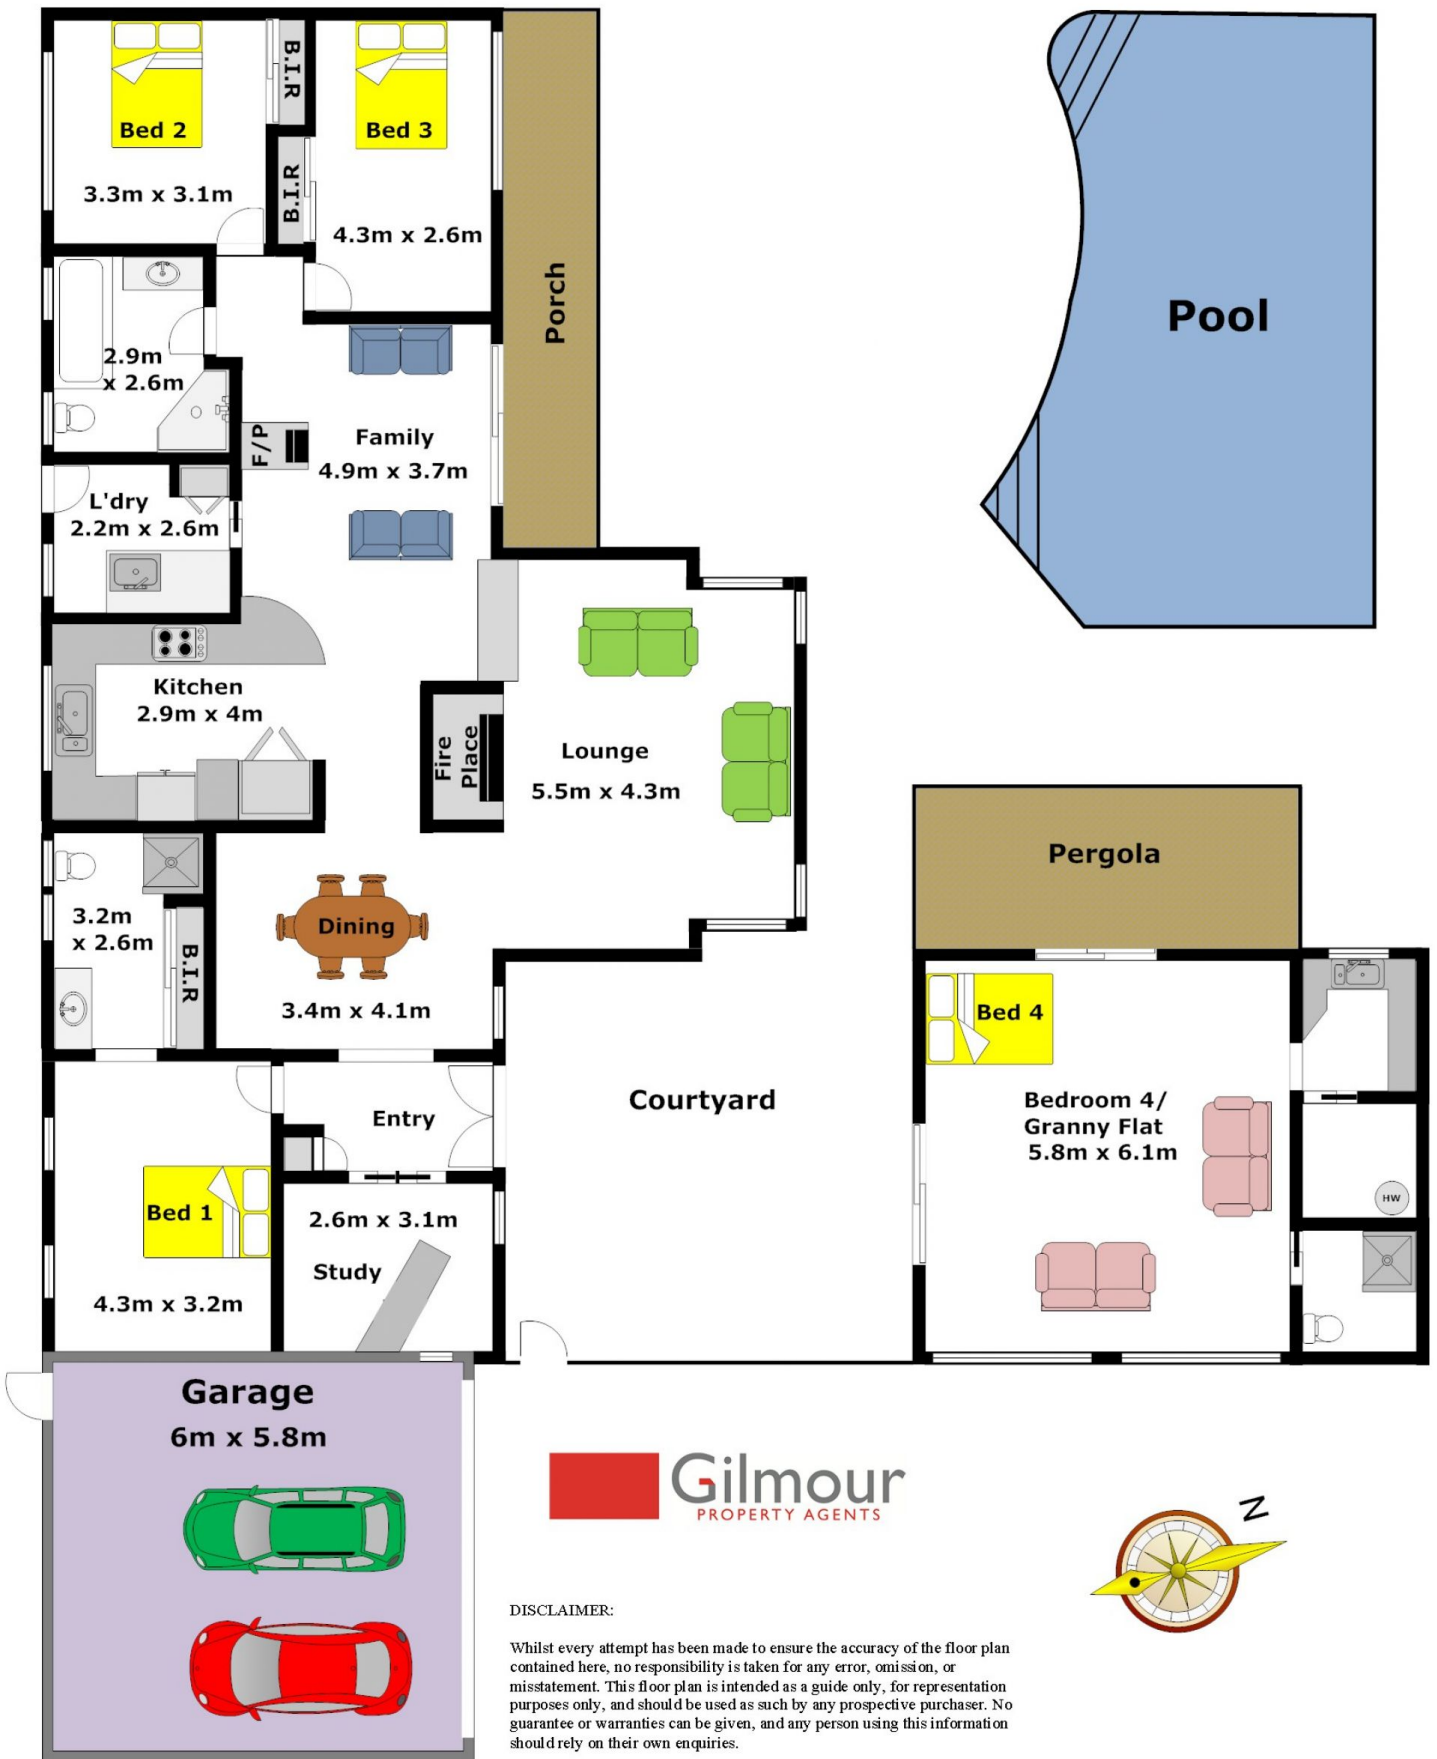 Bed 2
3.3m x 3.1m
B.I.R
B.I.R
Bed 3
4.3m x 2.6m
Porch
Pool
2.9m
x 2.6m
F/P
Family
4.9m x 3.7m
L'dry
2.2m x 2.6m
Kitchen
2.9m x 4m
Fire
Place
Lounge
5.5m x 4.3m
Pergola
3.2m
x 2.6m
B.I.R
Dining
3.4m x 4.1m
Bed 4
Bedroom 4/
Granny Flat
5.8m x 6.1m
HW
Courtyard
Entry
Bed 1
4.3m x 3.2m
2.6m x 3.1m
Study
Garage
6m x 5.8m
Gilmour
PROPERTY AGENTS
N
DISCLAIMER:
Whilst every attempt has been made to ensure the accuracy of the floor plan
contained here, no responsibility is taken for any error, omission, or
misstatement. This floor plan is intended as a guide only, for representation
purposes only, and should be used as such by any prospective purchaser. No
guarantee or warranties can be given, and any person using this information
should rely on their own enquiries.